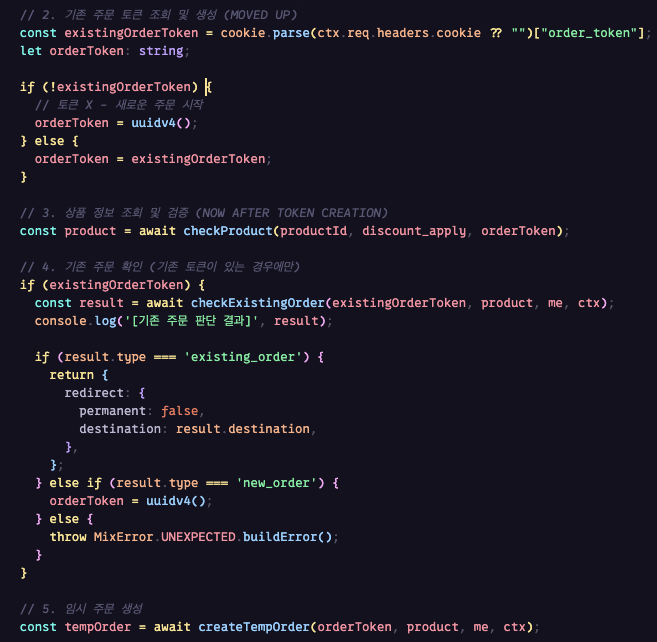 // 2. 기존 주문 토큰 조회 및 생성 (MOVED UP)
const existingOrderToken = cookie.parse(ctx.req.headers.cookie ?? "")["order_token"];
let orderToken: string;
if (!existingOrderToken) {
// 토큰 X - 새로운 주문 시작
orderToken = uuidv4();
} else {
orderToken = existingOrderToken;
}
// 3. 상품 정보 조회 및 검증 (NOW AFTER TOKEN CREATION)
const product = await checkProduct(productId, discount_apply, orderToken);
// 4. 기존 주문 확인 (기존 토큰이 있는 경우에만)
if (existingOrderToken) {
const result = await checkExistingOrder(existingOrderToken, product, me, ctx);
console.log('[기존 주문 판단 결과]', result);
if (result.type === 'existing_order') {
return {
redirect: {
permanent: false,
destination: result.destination,
},
};
} else if (result.type === 'new_order') {
orderToken = uuidv4();
} else {
throw MixError.UNEXPECTED.buildError();
}
}
// 5. 임시 주문 생성
const tempOrder = await createTempOrder(orderToken, product, me, ctx);